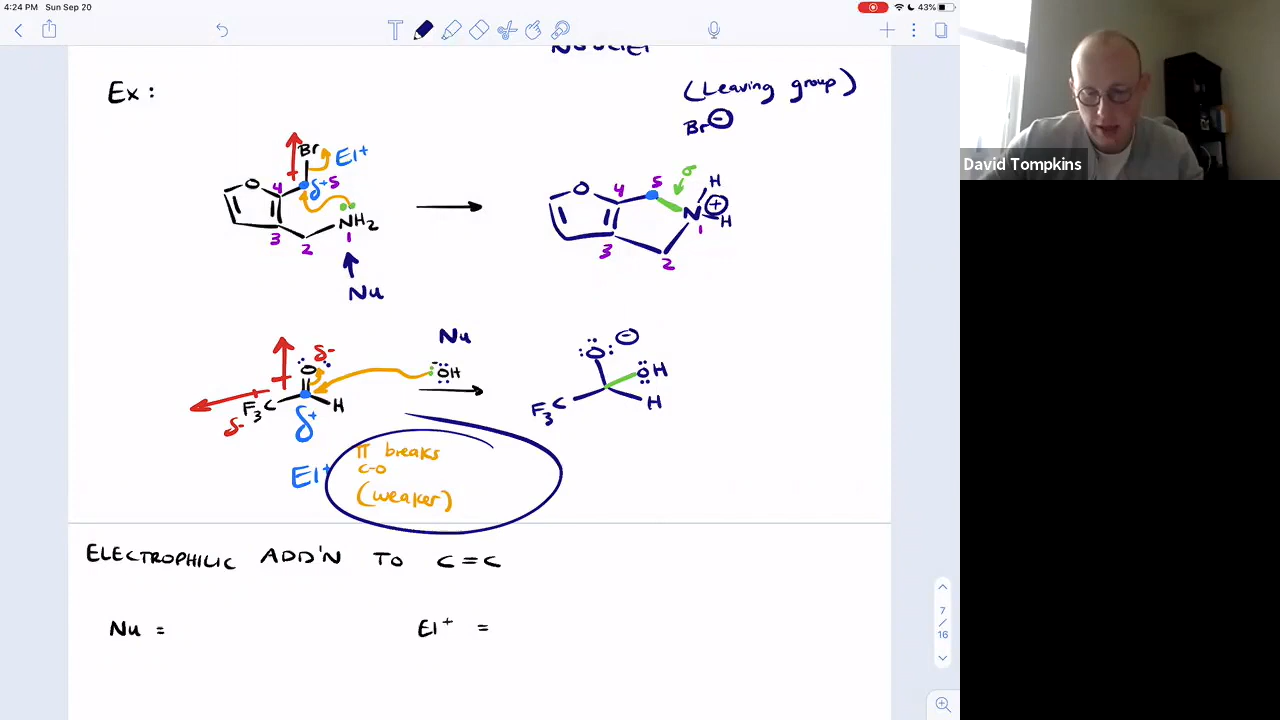 4:24 PM Sun Sep 20
43%
Ex:
(Leaving group)
Br⊖
Br
El+
O
4
δ+
5
NH2
3
2
1
Nu
O
4
5
σ
H
N
⊕
H
1
3
2
Nu
δ-
O
:ÖH
F3C
H
δ-
δ+
El+
π breaks
C-O
(weaker)
:Ö:
⊖
ÖH
F3C
H
ELECTROPHILIC ADD'N TO C=C
Nu =
El+ =
7
/
16
David Tompkins